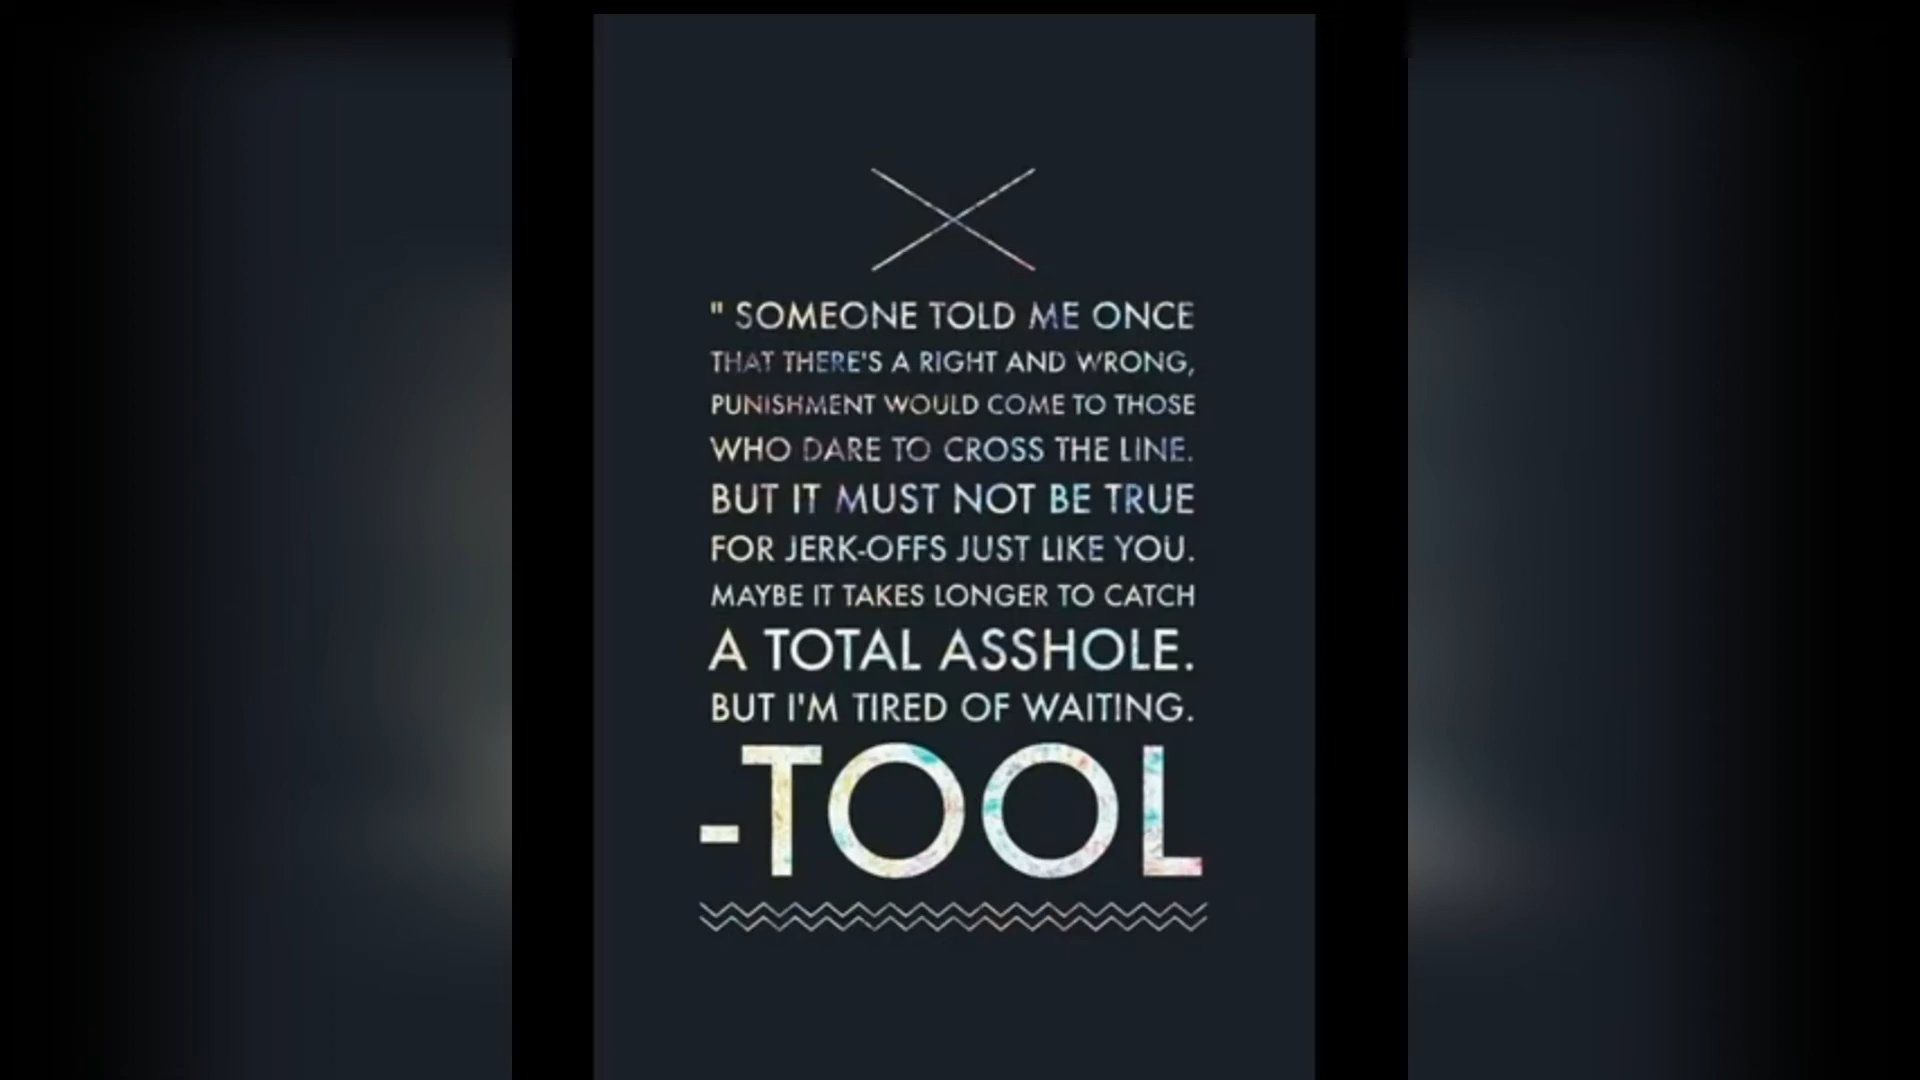 " SOMEONE TOLD ME ONCE
THAT THERE'S A RIGHT AND WRONG,
PUNISHMENT WOULD COME TO THOSE
WHO DARE TO CROSS THE LINE.
BUT IT MUST NOT BE TRUE
FOR JERK-OFFS JUST LIKE YOU.
MAYBE IT TAKES LONGER TO CATCH
A TOTAL ASSHOLE.
BUT I'M TIRED OF WAITING.
-TOOL